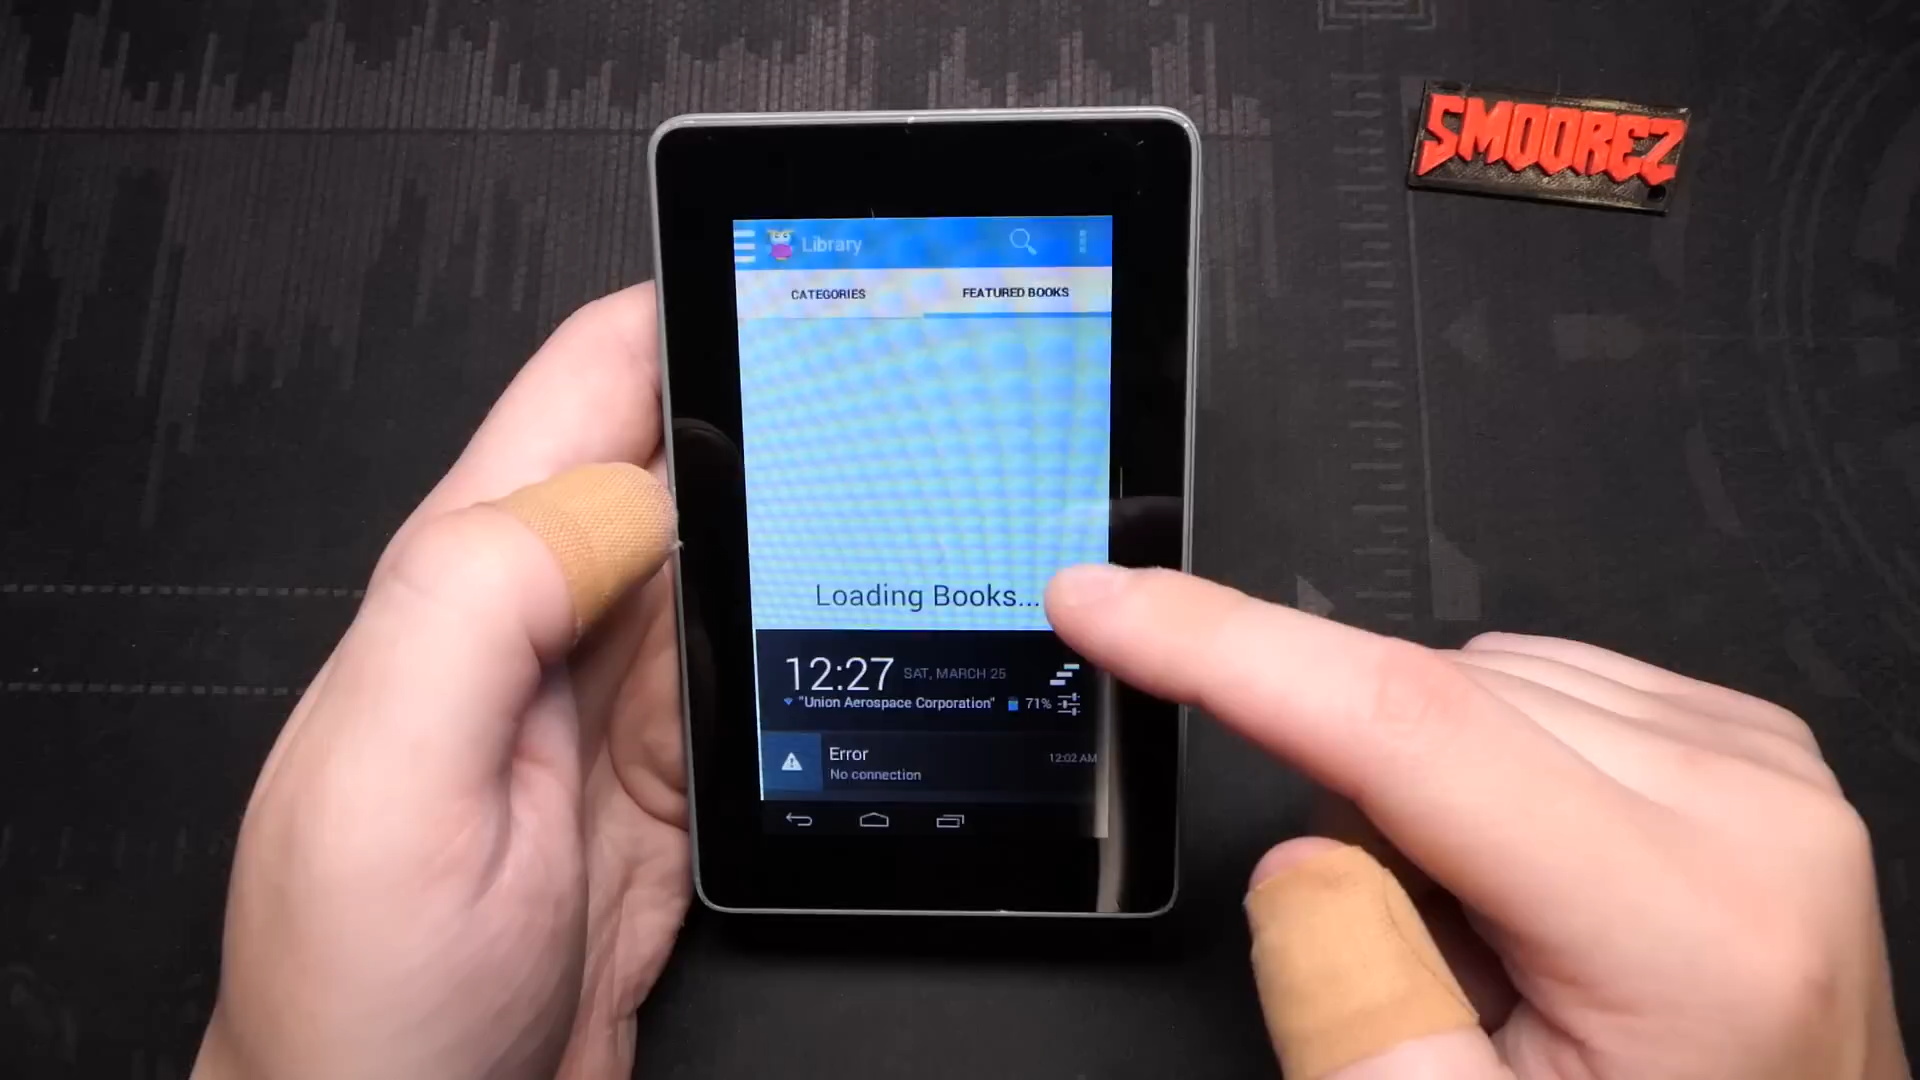 SMOOREZ
Library
CATEGORIES
FEATURED BOOKS
Loading Books...
12:27 SAT, MARCH 25
"Union Aerospace Corporation" 71%
Error 12:02 AM
No connection